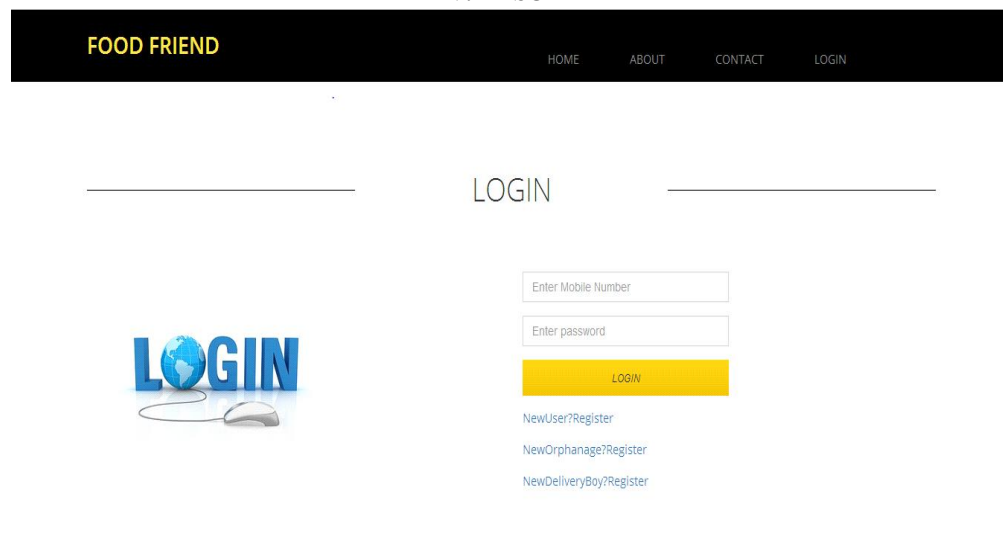 FOOD FRIEND
HOME ABOUT CONTACT LOGIN
LOGIN
Enter Mobile Number
Enter password
LOGIN
LOGIN
NewUser?Register
NewOrphanage?Register
NewDeliveryBoy?Register